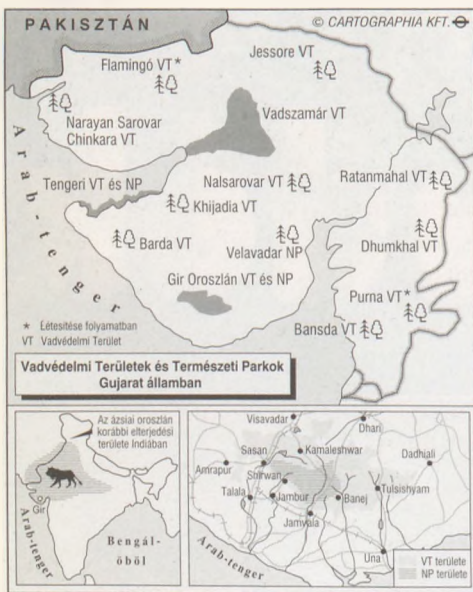 PAKISZTÁN
© CARTOGRAPHIA KFT.
Flamingó VT*
Jessore VT
Narayan Sarovar
Chinkara VT
Vadszamár VT
Arab-tenger
Tengeri VT és NP
Nalsarovar VT
Ratanmahal VT
Khijadia VT
Barda VT
Velavadar NP
Dhumkhal VT
Gir Oroszlán VT és NP
Purna VT*
Bansda VT
* Létesítése folyamatban
VT Vadvédelmi Terület
Vadvédelmi Területek és Természeti Parkok
Gujarat államban
Az ázsiai oroszlán
korábbi elterjedési
területe Indiában
Gir
Arab-tenger
Bengál-
öböl
Visavadar
Dhari
Sasan
Kamaleshwar
Dadhiali
Amrapur
Shirwan
Talala
Jambur
Banej
Tulsishyam
Jamvala
Una
Arab-tenger
VT területe
NP területe